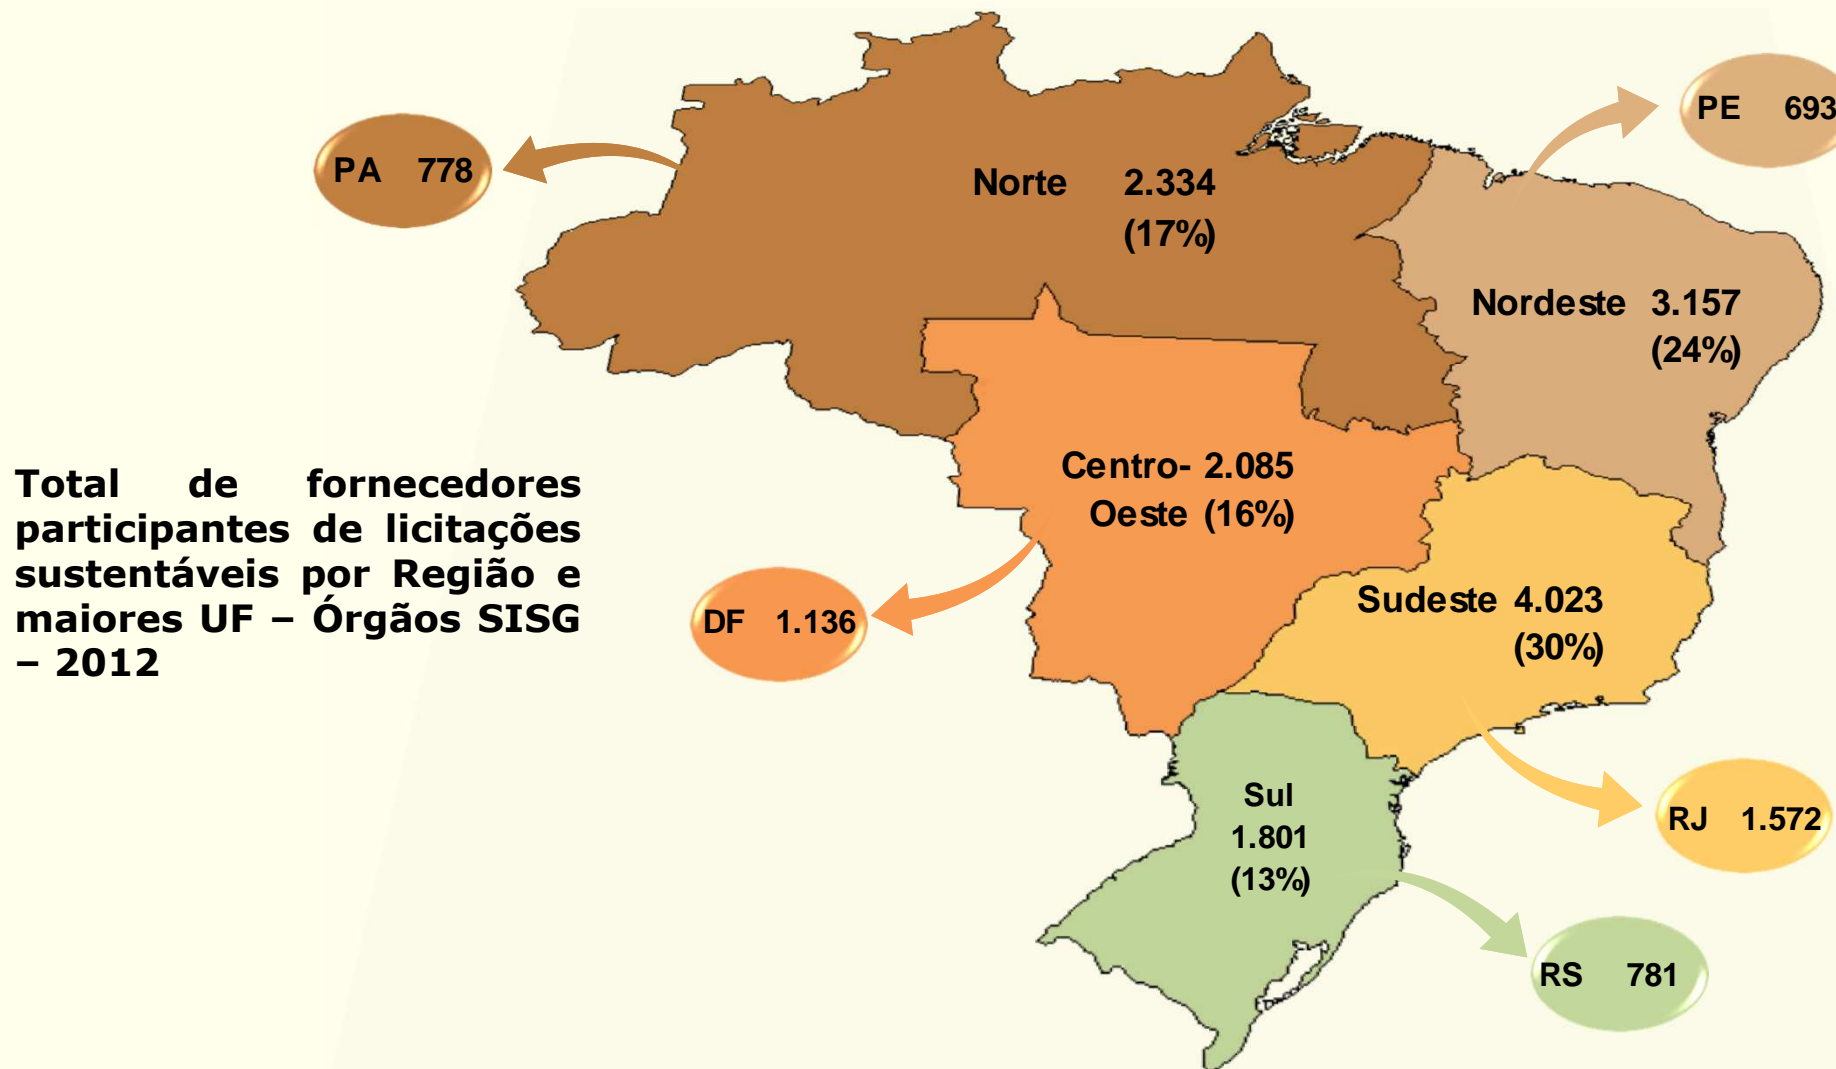 PE 693
PA 778
Norte 2.334
(17%)
Nordeste 3.157
(24%)
Centro- 2.085
Oeste (16%)
Total de fornecedores
participantes de licitações
sustentáveis por Região e
maiores UF – Órgãos SISG
– 2012
DF 1.136
Sudeste 4.023
(30%)
Sul
1.801
(13%)
RJ 1.572
RS 781